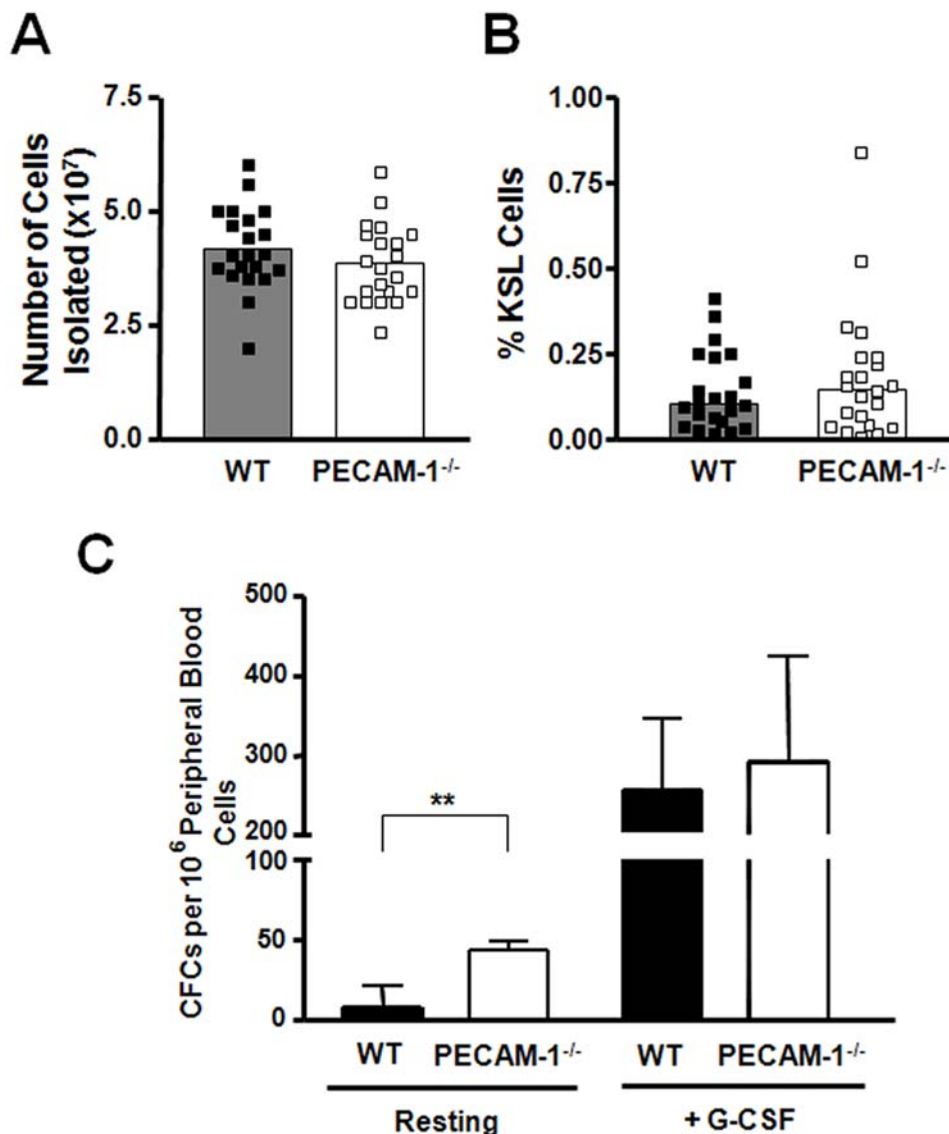 A
Number of Cells
Isolated (x10⁷)
7.5
5.0
2.5
0.0
WT
PECAM-1⁻/⁻
B
% KSL Cells
1.00
0.75
0.50
0.25
0.00
WT
PECAM-1⁻/⁻
C
CFCs per 10⁶ Peripheral Blood
Cells
500
400
300
200
100
50
0
**
WT
PECAM-1⁻/⁻
WT
PECAM-1⁻/⁻
Resting
+ G-CSF